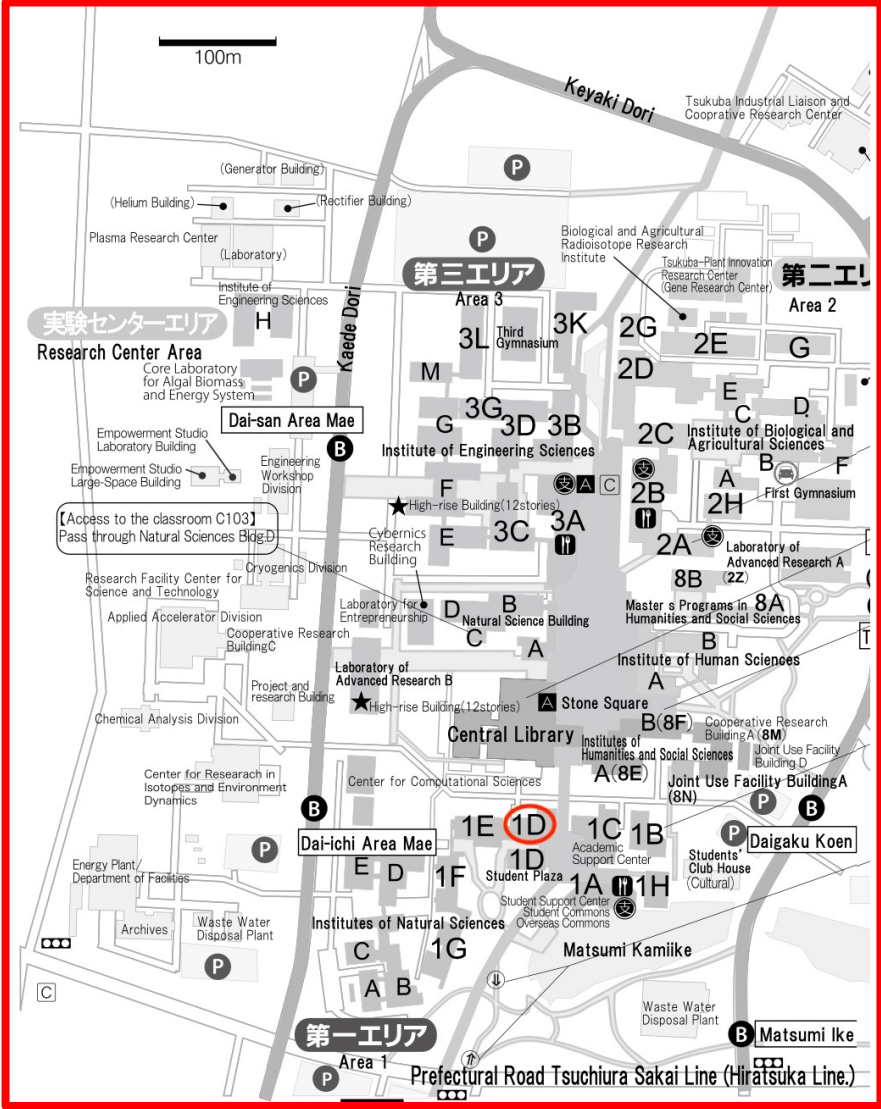 100m
Keyaki Dori
Tsukuba Industrial Liaison and
Cooprative Research Center
P
(Generator Building)
(Helium Building)
(Rectifier Building)
Plasma Research Center
(Laboratory)
P
Biological and Agricultural
Radioisotope Research
Institute
Tsukuba-Plant Innovation
Research Center
(Gene Research Center)
第三エリア
Area 3
第二エリ
Area 2
Institute of
Engineering Sciences
H
Kaede Dori
実験センターエリア
Research Center Area
3L
Third
Gymnasium
3K
2G
2E
G
Core Laboratory
for Algal Biomass
and Energy System
P
M
P
2D
E
C
D
Dai-san Area Mae
B
3G
G
3D
3B
Institute of Engineering Sciences
2C
Institute of Biological and
Agricultural Sciences
Empowerment Studio
Laboratory Building
Empowerment Studio
Large-Space Building
Engineering
Workshop
Division
F
支
A
C
支
2B
A
B
F
2H
First Gymnasium
【Access to the classroom C103】
Pass through Natural Sciences Bldg.D
High-rise Building(12stories)
E
3C
3A
2A
支
Cybernics
Research
Building
Laboratory of
Advanced Research A
(2Z)
Cryogenics Division
Research Facility Center for
Science and Technology
8B
Applied Accelerator Division
Laboratory for
Entrepreneurship
D
B
Natural Science Building
C
A
Master s Programs in
Humanities and Social Sciences
8A
Cooperative Research
BuildingC
B
Institute of Human Sciences
A
Laboratory of
Advanced Research B
Project and
research Building
High-rise Building(12stories)
A
Stone Square
Chemical Analysis Division
Central Library
B(8F)
Institutes of
Humanities and Social Sciences
A(8E)
Cooperative Research
BuildingA (8M)
Joint Use Facility
Building D
Center for Research in
Isotopes and Environment
Dynamics
Center for Computational Sciences
Joint Use Facility BuildingA
(8N)
P
B
B
Dai-ichi Area Mae
1E
1D
1C
1B
P
Daigaku Koen
Academic
Support Center
P
Energy Plant/
Department of Facilities
E
D
1F
1D
Student Plaza
Students'
Club House
(Cultural)
1A
1H
Student Support Center
Student Commons
Overseas Commons
支
Archives
Waste Water
Disposal Plant
P
Institutes of Natural Sciences
C
1G
Matsumi Kamiike
C
A
B
⇓
Waste Water
Disposal Plant
第一エリア
Area 1
B
Matsumi Ike
⇑
P
Prefectural Road Tsuchiura Sakai Line (Hiratsuka Line.)